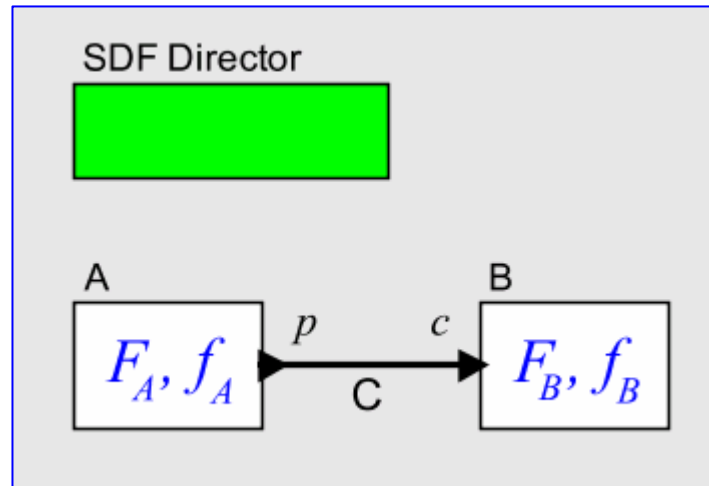 SDF Director
A
B
p
c
F_A, f_A
F_B, f_B
C